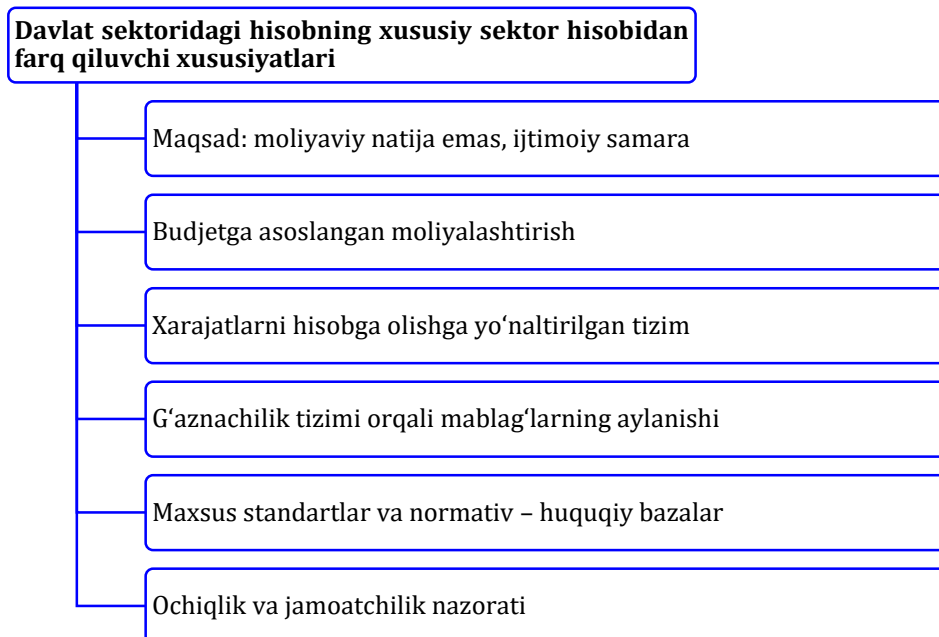 Davlat sektoridagi hisobning xususiy sektor hisobidan
farq qiluvchi xususiyatlari
Maqsad: moliyaviy natija emas, ijtimoiy samara
Budjetga asoslangan moliyalashtirish
Xarajatlarni hisobga olishga yo‘naltirilgan tizim
G‘aznachilik tizimi orqali mablag‘larning aylanishi
Maxsus standartlar va normativ – huquqiy bazalar
Ochiqlik va jamoatchilik nazorati